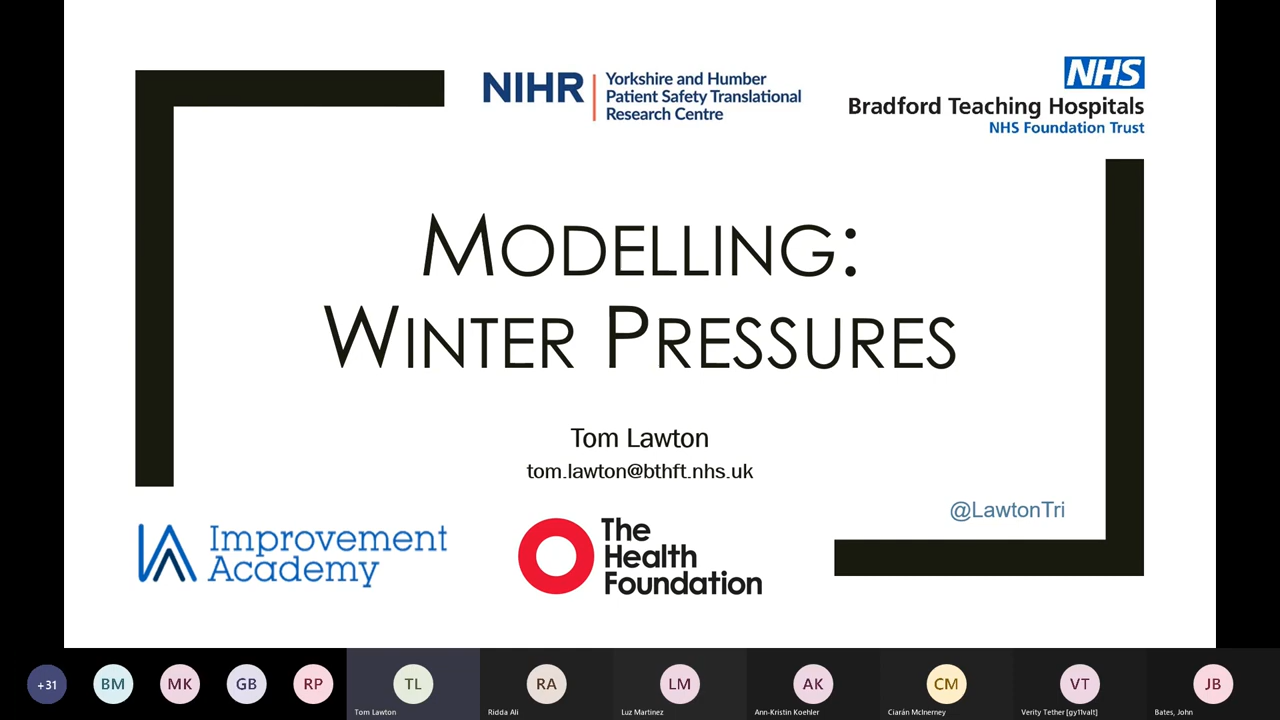 NIHR
Yorkshire and Humber
Patient Safety Translational
Research Centre
NHS
Bradford Teaching Hospitals
NHS Foundation Trust
MODELLING:
WINTER PRESSURES
Tom Lawton
tom.lawton@bthft.nhs.uk
@LawtonTri
IA
Improvement
Academy
The
Health
Foundation
+31
BM
MK
GB
RP
TL
RA
LM
AK
CM
VT
JB
Tom Lawton
Ridda Ali
Luz Martinez
Ann-Kristin Koehler
Ciarán McInerney
Verity Tether [gy11valt]
Bates, John